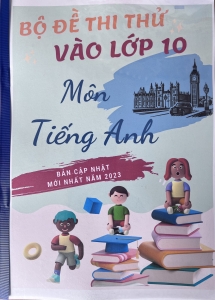 BỘ ĐỀ THI THỬ
VÀO LỚP 10
Môn
Tiếng Anh
BẢN CẬP NHẬT
MỚI NHẤT NĂM 2023